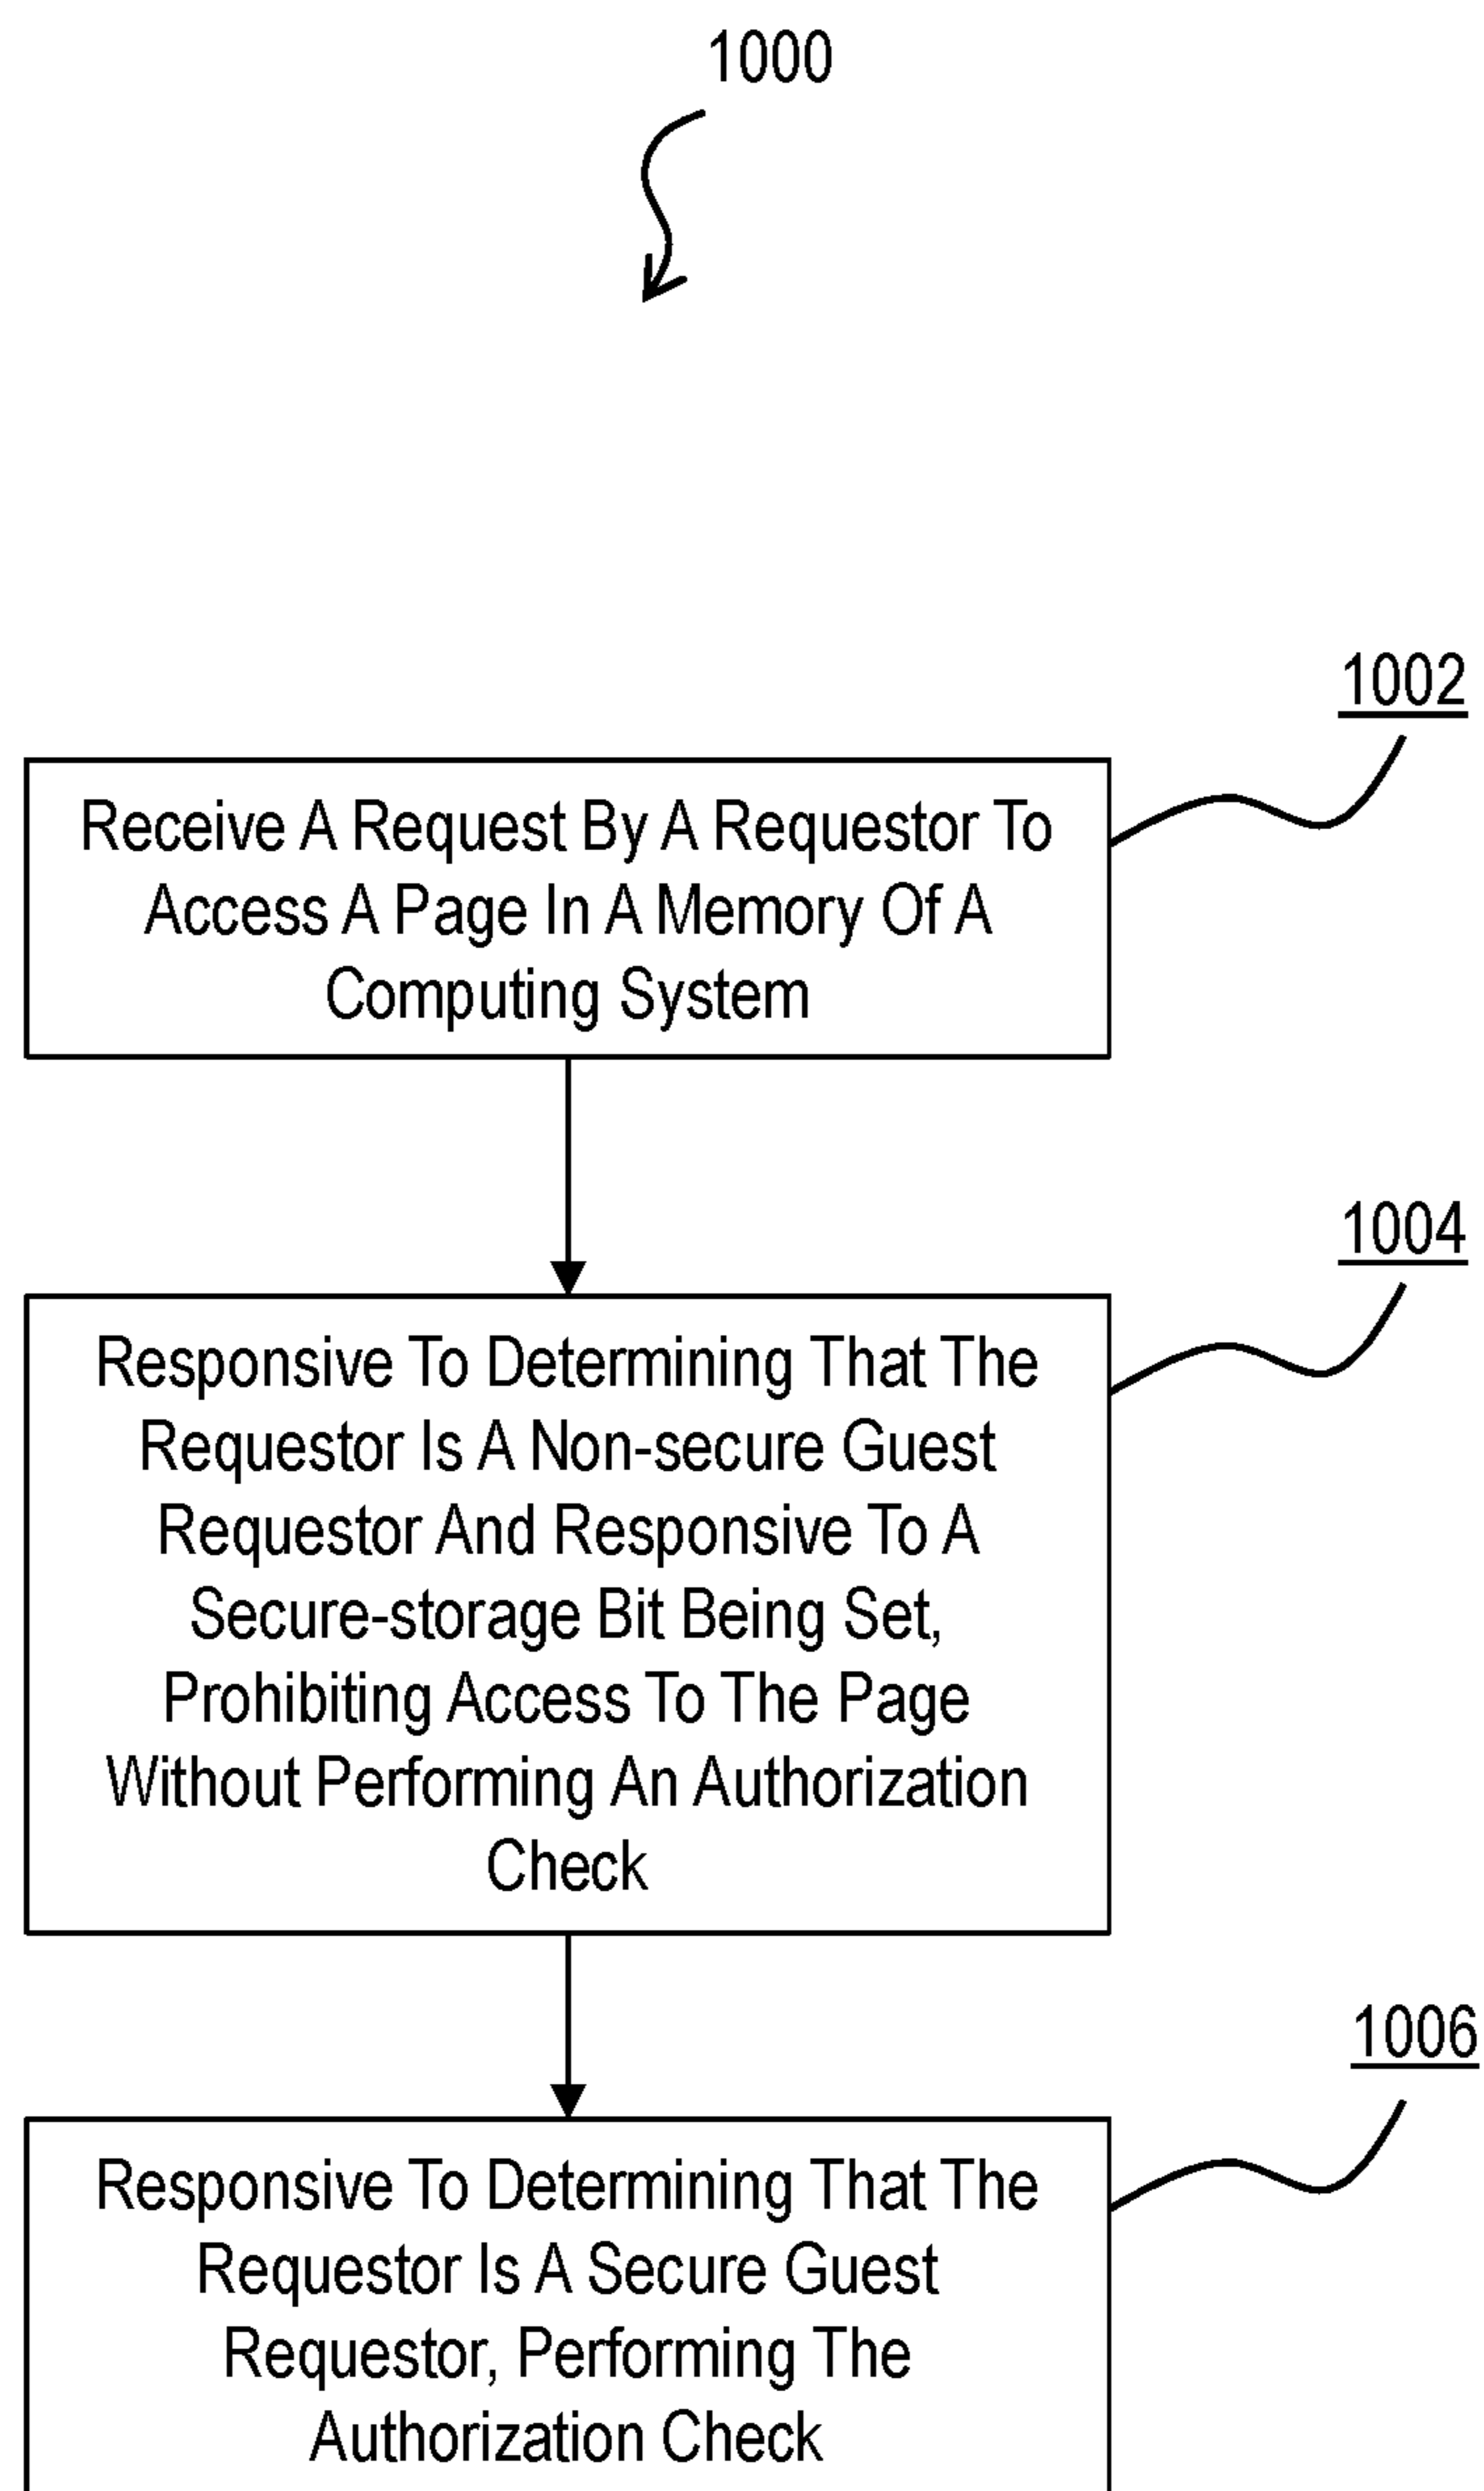 1000
1002
Receive A Request By A Requestor To
Access A Page In A Memory Of A
Computing System
1004
Responsive To Determining That The
Requestor Is A Non-secure Guest
Requestor And Responsive To A
Secure-storage Bit Being Set,
Prohibiting Access To The Page
Without Performing An Authorization
Check
1006
Responsive To Determining That The
Requestor Is A Secure Guest
Requestor, Performing The
Authorization Check